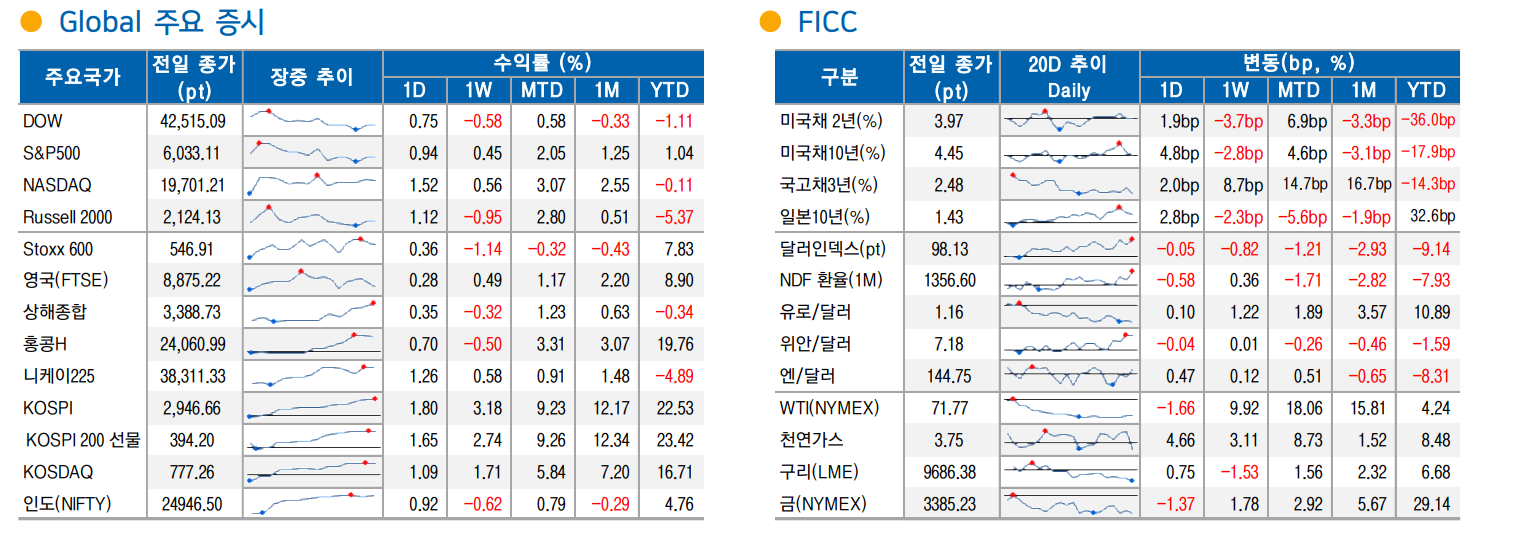 Global 주요 증시
주요국가 전일 종가 (pt) 장중 추이 수익률 (%)
1D 1W MTD 1M YTD
DOW 42,515.09 0.75 −0.58 0.58 −0.33 −1.11
S&P500 6,033.11 0.94 0.45 2.05 1.25 1.04
NASDAQ 19,701.21 1.52 0.56 3.07 2.55 −0.11
Russell 2000 2,124.13 1.12 −0.95 2.80 0.51 −5.37
Stoxx 600 546.91 0.36 −1.14 −0.32 −0.43 7.83
영국(FTSE) 8,875.22 0.28 0.49 1.17 2.20 8.90
상해종합 3,388.73 0.35 −0.32 1.23 0.63 −0.34
홍콩H 24,060.99 0.70 −0.50 3.31 3.07 19.76
니케이225 38,311.33 1.26 0.58 0.91 1.48 −4.89
KOSPI 2,946.66 1.80 3.18 9.23 12.17 22.53
KOSPI 200 선물 394.20 1.65 2.74 9.26 12.34 23.42
KOSDAQ 777.26 1.09 1.71 5.84 7.20 16.71
인도(NIFTY) 24946.50 0.92 −0.62 0.79 −0.29 4.76
FICC
구분 전일 종가 (pt) 20D 추이 Daily 변동(bp, %)
1D 1W MTD 1M YTD
미국채 2년(%) 3.97 1.9bp −3.7bp 6.9bp −3.3bp −36.0bp
미국채10년(%) 4.45 4.8bp −2.8bp 4.6bp −3.1bp −17.9bp
국고채3년(%) 2.48 2.0bp 8.7bp 14.7bp 16.7bp −14.3bp
일본10년(%) 1.43 2.8bp −2.3bp −5.6bp −1.9bp 32.6bp
달러인덱스(pt) 98.13 −0.05 −0.82 −1.21 −2.93 −9.14
NDF 환율(1M) 1356.60 −0.58 0.36 −1.71 −2.82 −7.93
유로/달러 1.16 0.10 1.22 1.89 3.57 10.89
위안/달러 7.18 −0.04 0.01 −0.26 −0.46 −1.59
엔/달러 144.75 0.47 0.12 0.51 −0.65 −8.31
WTI(NYMEX) 71.77 −1.66 9.92 18.06 15.81 4.24
천연가스 3.75 4.66 3.11 8.73 1.52 8.48
구리(LME) 9686.38 0.75 −1.53 1.56 2.32 6.68
금(NYMEX) 3385.23 −1.37 1.78 2.92 5.67 29.14